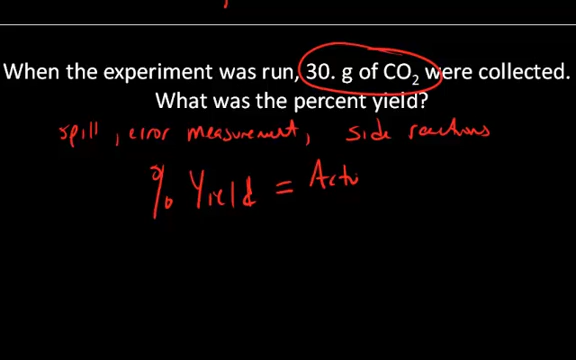 When the experiment was run, 30. g of CO₂ were collected.
What was the percent yield?
spill, error measurement, side reactions
% Yield = Actu